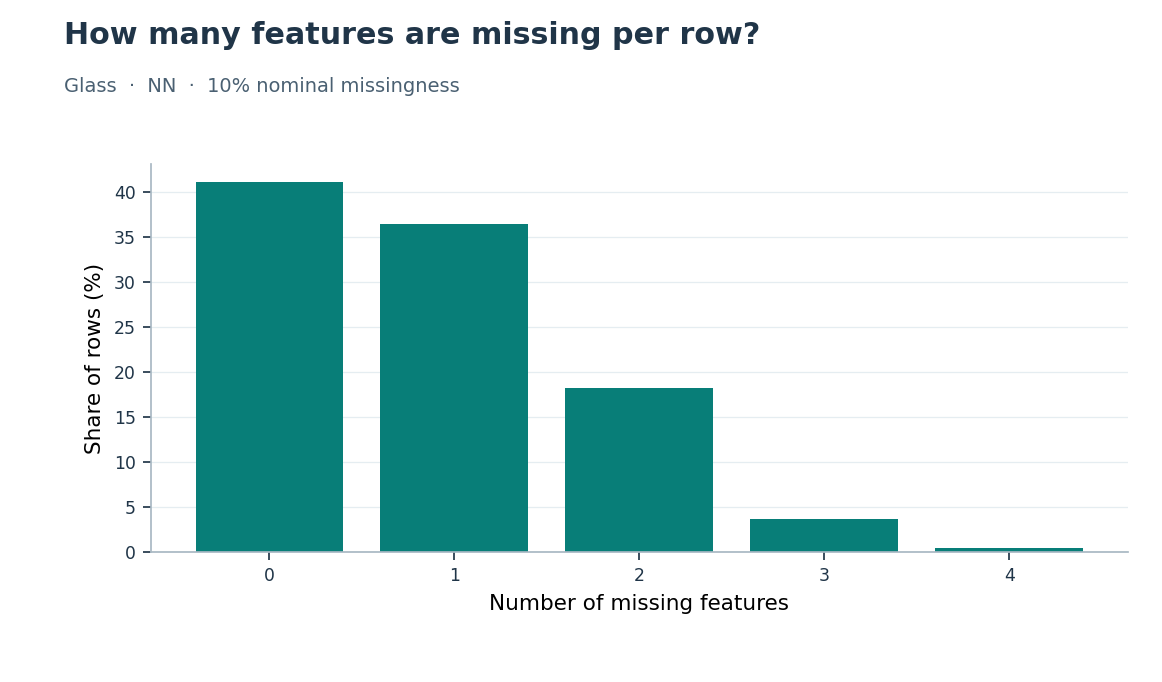 How many features are missing per row?
Glass · NN · 10% nominal missingness
Share of rows (%)
40
35
30
25
20
15
10
5
0
0 1 2 3 4
Number of missing features